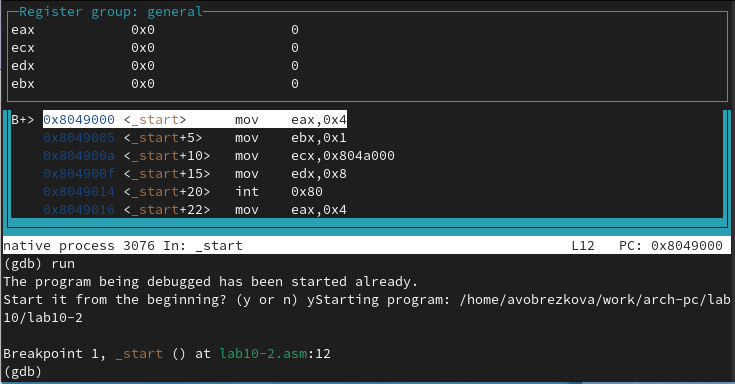 Register group: general
eax 0x0 0
ecx 0x0 0
edx 0x0 0
ebx 0x0 0
B+> 0x8049000 <_start> mov eax,0x4
0x8049005 <_start+5> mov ebx,0x1
0x804900a <_start+10> mov ecx,0x804a000
0x804900f <_start+15> mov edx,0x8
0x8049014 <_start+20> int 0x80
0x8049016 <_start+22> mov eax,0x4
native process 3076 In: _start L12 PC: 0x8049000
(gdb) run
The program being debugged has been started already.
Start it from the beginning? (y or n) yStarting program: /home/avobrezkova/work/arch-pc/lab
10/lab10-2
Breakpoint 1, _start () at lab10-2.asm:12
(gdb)